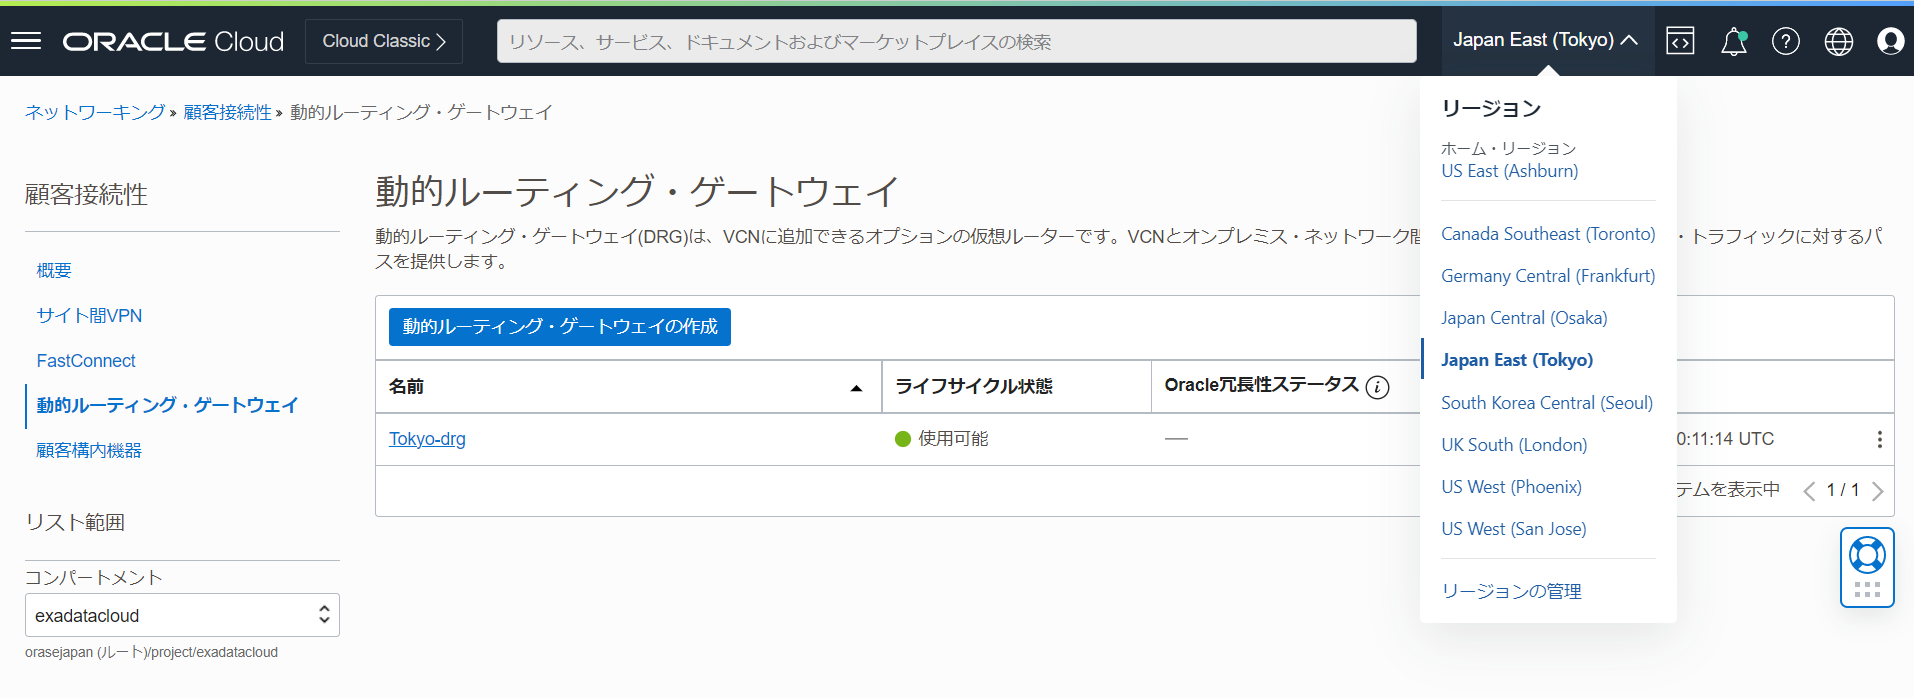 ORACLE Cloud
Cloud Classic
リソース、サービス、ドキュメントおよびマーケットプレイスの検索
Japan East (Tokyo)
ネットワーキング » 顧客接続性 » 動的ルーティング・ゲートウェイ
顧客接続性
概要
サイト間VPN
FastConnect
動的ルーティング・ゲートウェイ
顧客構内機器
リスト範囲
コンパートメント
exadatacloud
orasejapan (ルート)/project/exadatacloud
動的ルーティング・ゲートウェイ
動的ルーティング・ゲートウェイ(DRG)は、VCNに追加できるオプションの仮想ルーターです。VCNとオンプレミス・ネットワーク間 ・トラフィックに対するパ
スを提供します。
動的ルーティング・ゲートウェイの作成
名前 ライフサイクル状態 Oracle冗長性ステータス
Tokyo-drg 使用可能 — 0:11:14 UTC
テムを表示中 1 / 1
リージョン
ホーム・リージョン
US East (Ashburn)
Canada Southeast (Toronto)
Germany Central (Frankfurt)
Japan Central (Osaka)
Japan East (Tokyo)
South Korea Central (Seoul)
UK South (London)
US West (Phoenix)
US West (San Jose)
リージョンの管理